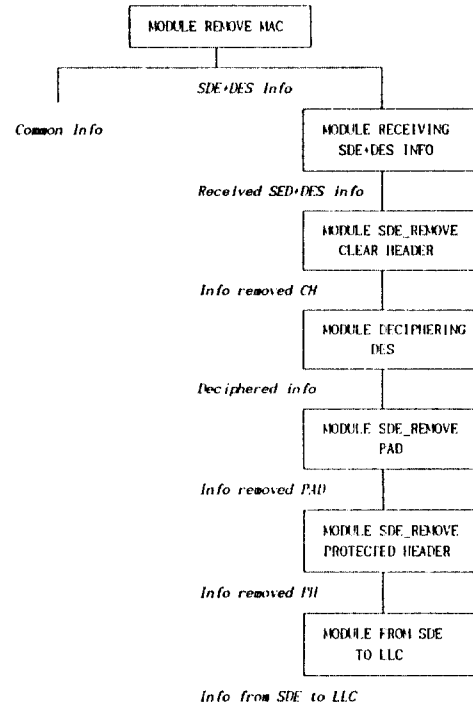 MODULE REMOVE MAC
SDE+DES Info
Common Info
MODULE RECEIVING
SDE+DES INFO
Received SED+DES info
MODULE SDE_REMOVE
CLEAR HEADER
Info removed CH
MODULE DECIPHERING
DES
Deciphered info
MODULE SDE_REMOVE
PAD
Info removed PAD
MODULE SDE_REMOVE
PROTECTED HEADER
Info removed PH
MODULE FROM SDE
TO LLC
Info from SDE to LLC